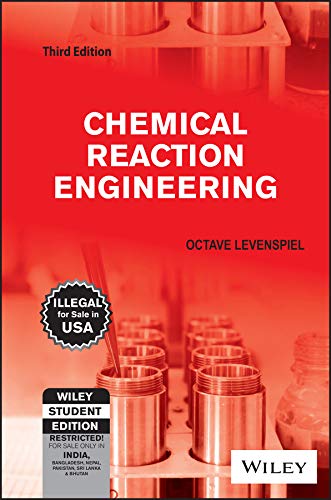 Third Edition
CHEMICAL
REACTION
ENGINEERING
OCTAVE LEVENSPIEL
ILLEGAL
for Sale in
USA
WILEY
STUDENT
EDITION
RESTRICTED!
FOR SALE ONLY IN
INDIA,
BANGLADESH, NEPAL,
PAKISTAN, SRI LANKA
& BHUTAN
WILEY